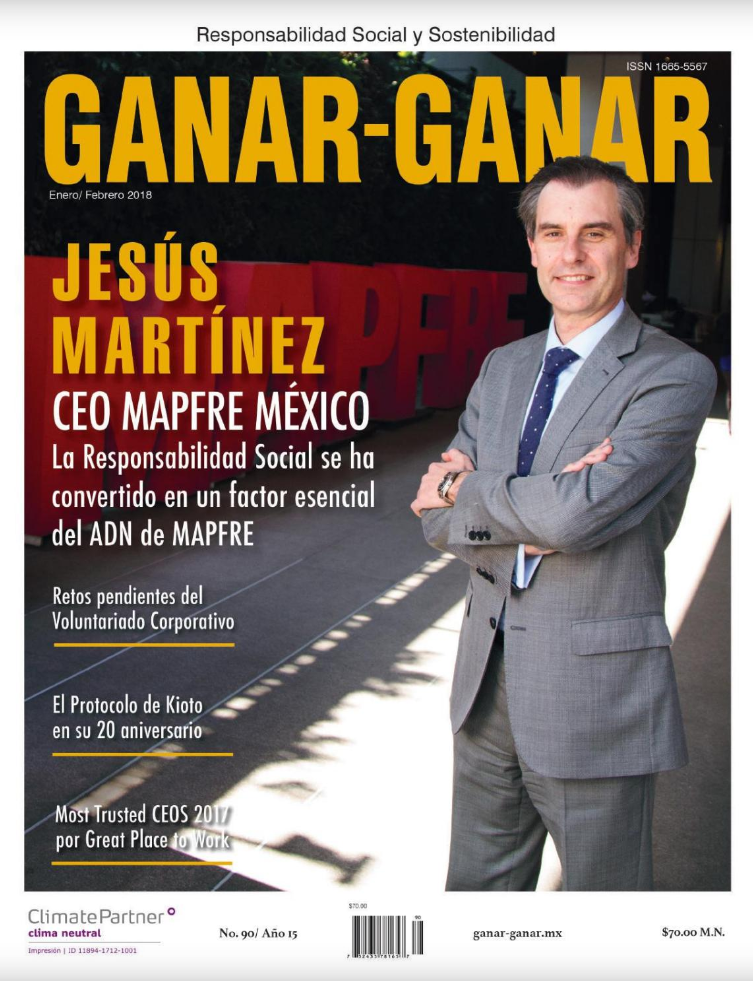 Responsabilidad Social y Sostenibilidad
ISSN 1665-5567
GANAR-GANAR
Enero/ Febrero 2018
MAPFRE
JESÚS
MARTÍNEZ
CEO MAPFRE MÉXICO
La Responsabilidad Social se ha
convertido en un factor esencial
del ADN de MAPFRE
Retos pendientes del
Voluntariado Corporativo
El Protocolo de Kioto
en su 20 aniversario
Most Trusted CEOS 2017
por Great Place to Work
ClimatePartner°
clima neutral
Impresión | ID 11894-1712-1001
No. 90/ Año 15
$70.00
90
ganar-ganar.mx
$70.00 M.N.